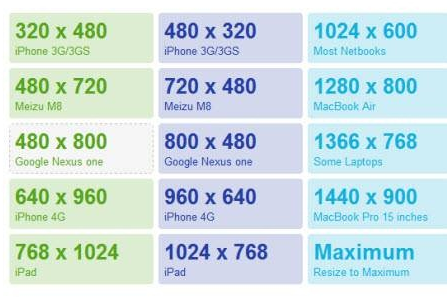 320 x 480
iPhone 3G/3GS
480 x 320
iPhone 3G/3GS
1024 x 600
Most Netbooks
480 x 720
Meizu M8
720 x 480
Meizu M8
1280 x 800
MacBook Air
480 x 800
Google Nexus one
800 x 480
Google Nexus one
1366 x 768
Some Laptops
640 x 960
iPhone 4G
960 x 640
iPhone 4G
1440 x 900
MacBook Pro 15 inches
768 x 1024
iPad
1024 x 768
iPad
Maximum
Resize to Maximum